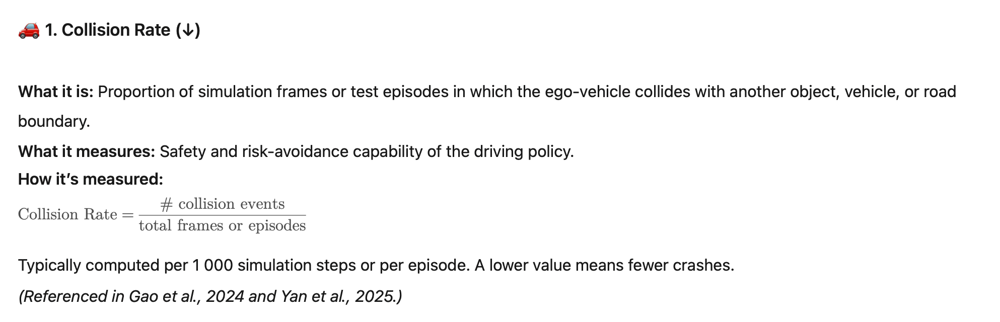 🚗 1. Collision Rate (↓)
What it is: Proportion of simulation frames or test episodes in which the ego-vehicle collides with another object, vehicle, or road
boundary.
What it measures: Safety and risk-avoidance capability of the driving policy.
How it’s measured:
Collision Rate = # collision events / total frames or episodes
Typically computed per 1 000 simulation steps or per episode. A lower value means fewer crashes.
(Referenced in Gao et al., 2024 and Yan et al., 2025.)